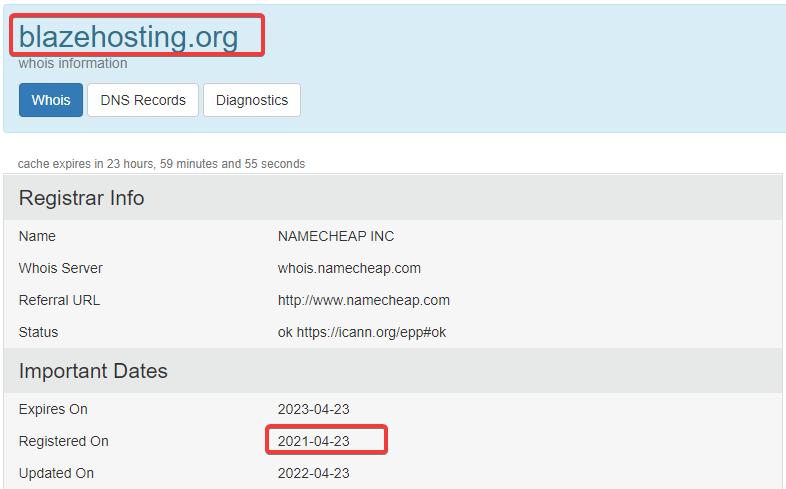 blazehosting.org
whois information
Whois DNS Records Diagnostics
cache expires in 23 hours, 59 minutes and 55 seconds
Registrar Info
Name NAMECHEAP INC
Whois Server whois.namecheap.com
Referral URL http://www.namecheap.com
Status ok https://icann.org/epp#ok
Important Dates
Expires On 2023-04-23
Registered On 2021-04-23
Updated On 2022-04-23